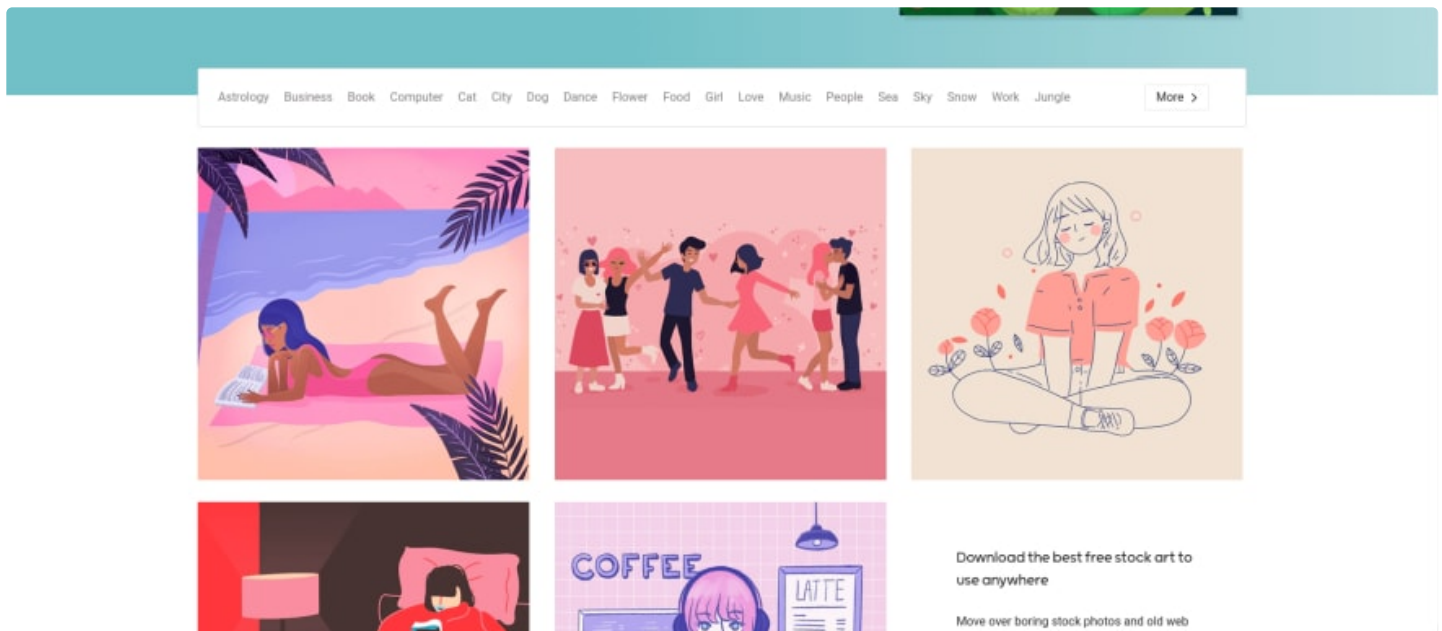 Astrology Business Book Computer Cat City Dog Dance Flower Food Girl Love Music People Sea Sky Snow Work Jungle More >
COFFEE
LATTE
Download the best free stock art to
use anywhere
Move over boring stock photos and old web